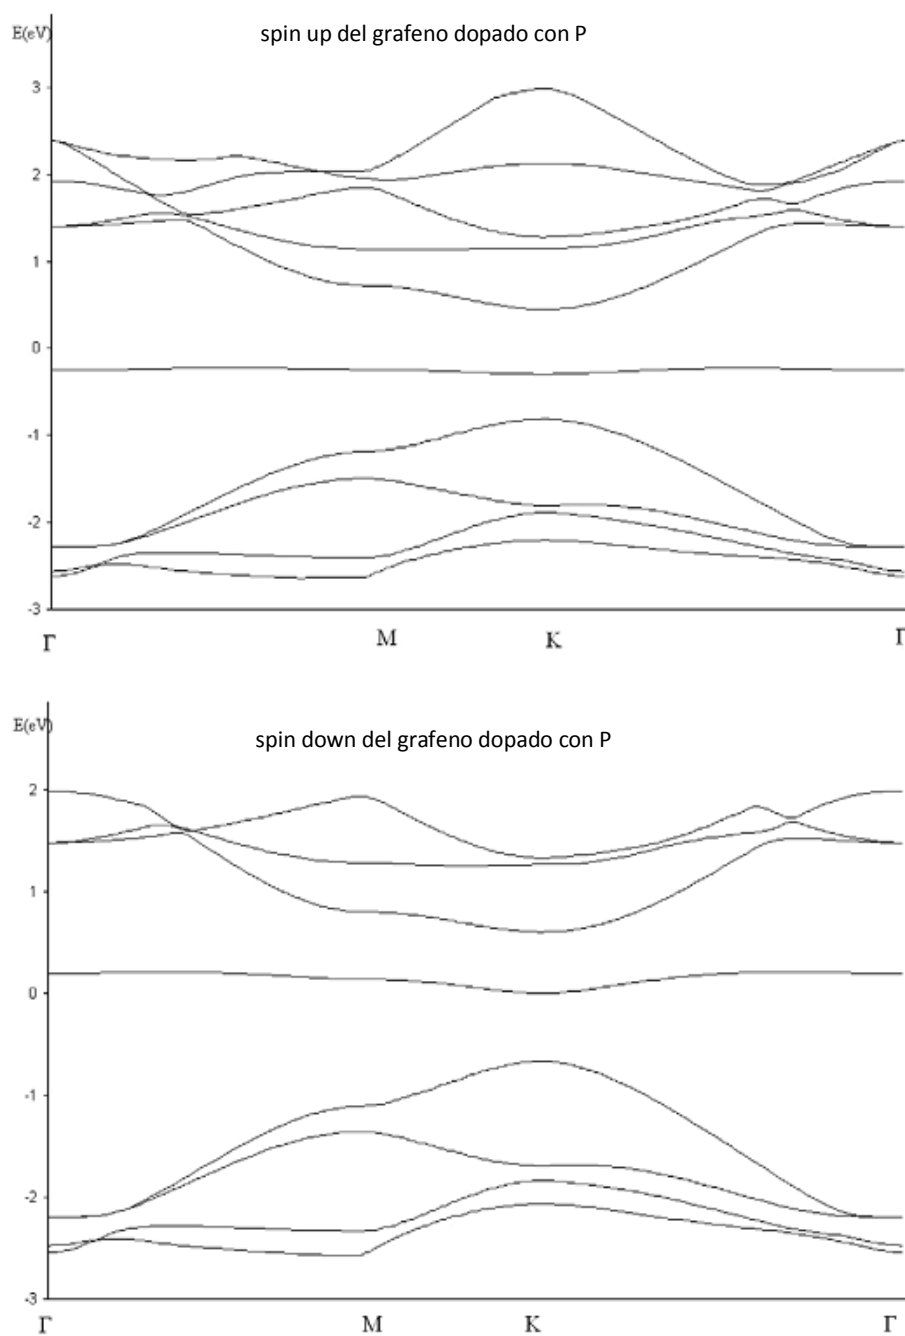 E(eV)
spin up del grafeno dopado con P
3
2
1
0
-1
-2
-3
Γ
M
K
Γ
E(eV)
spin down del grafeno dopado con P
2
1
0
-1
-2
-3
Γ
M
K
Γ